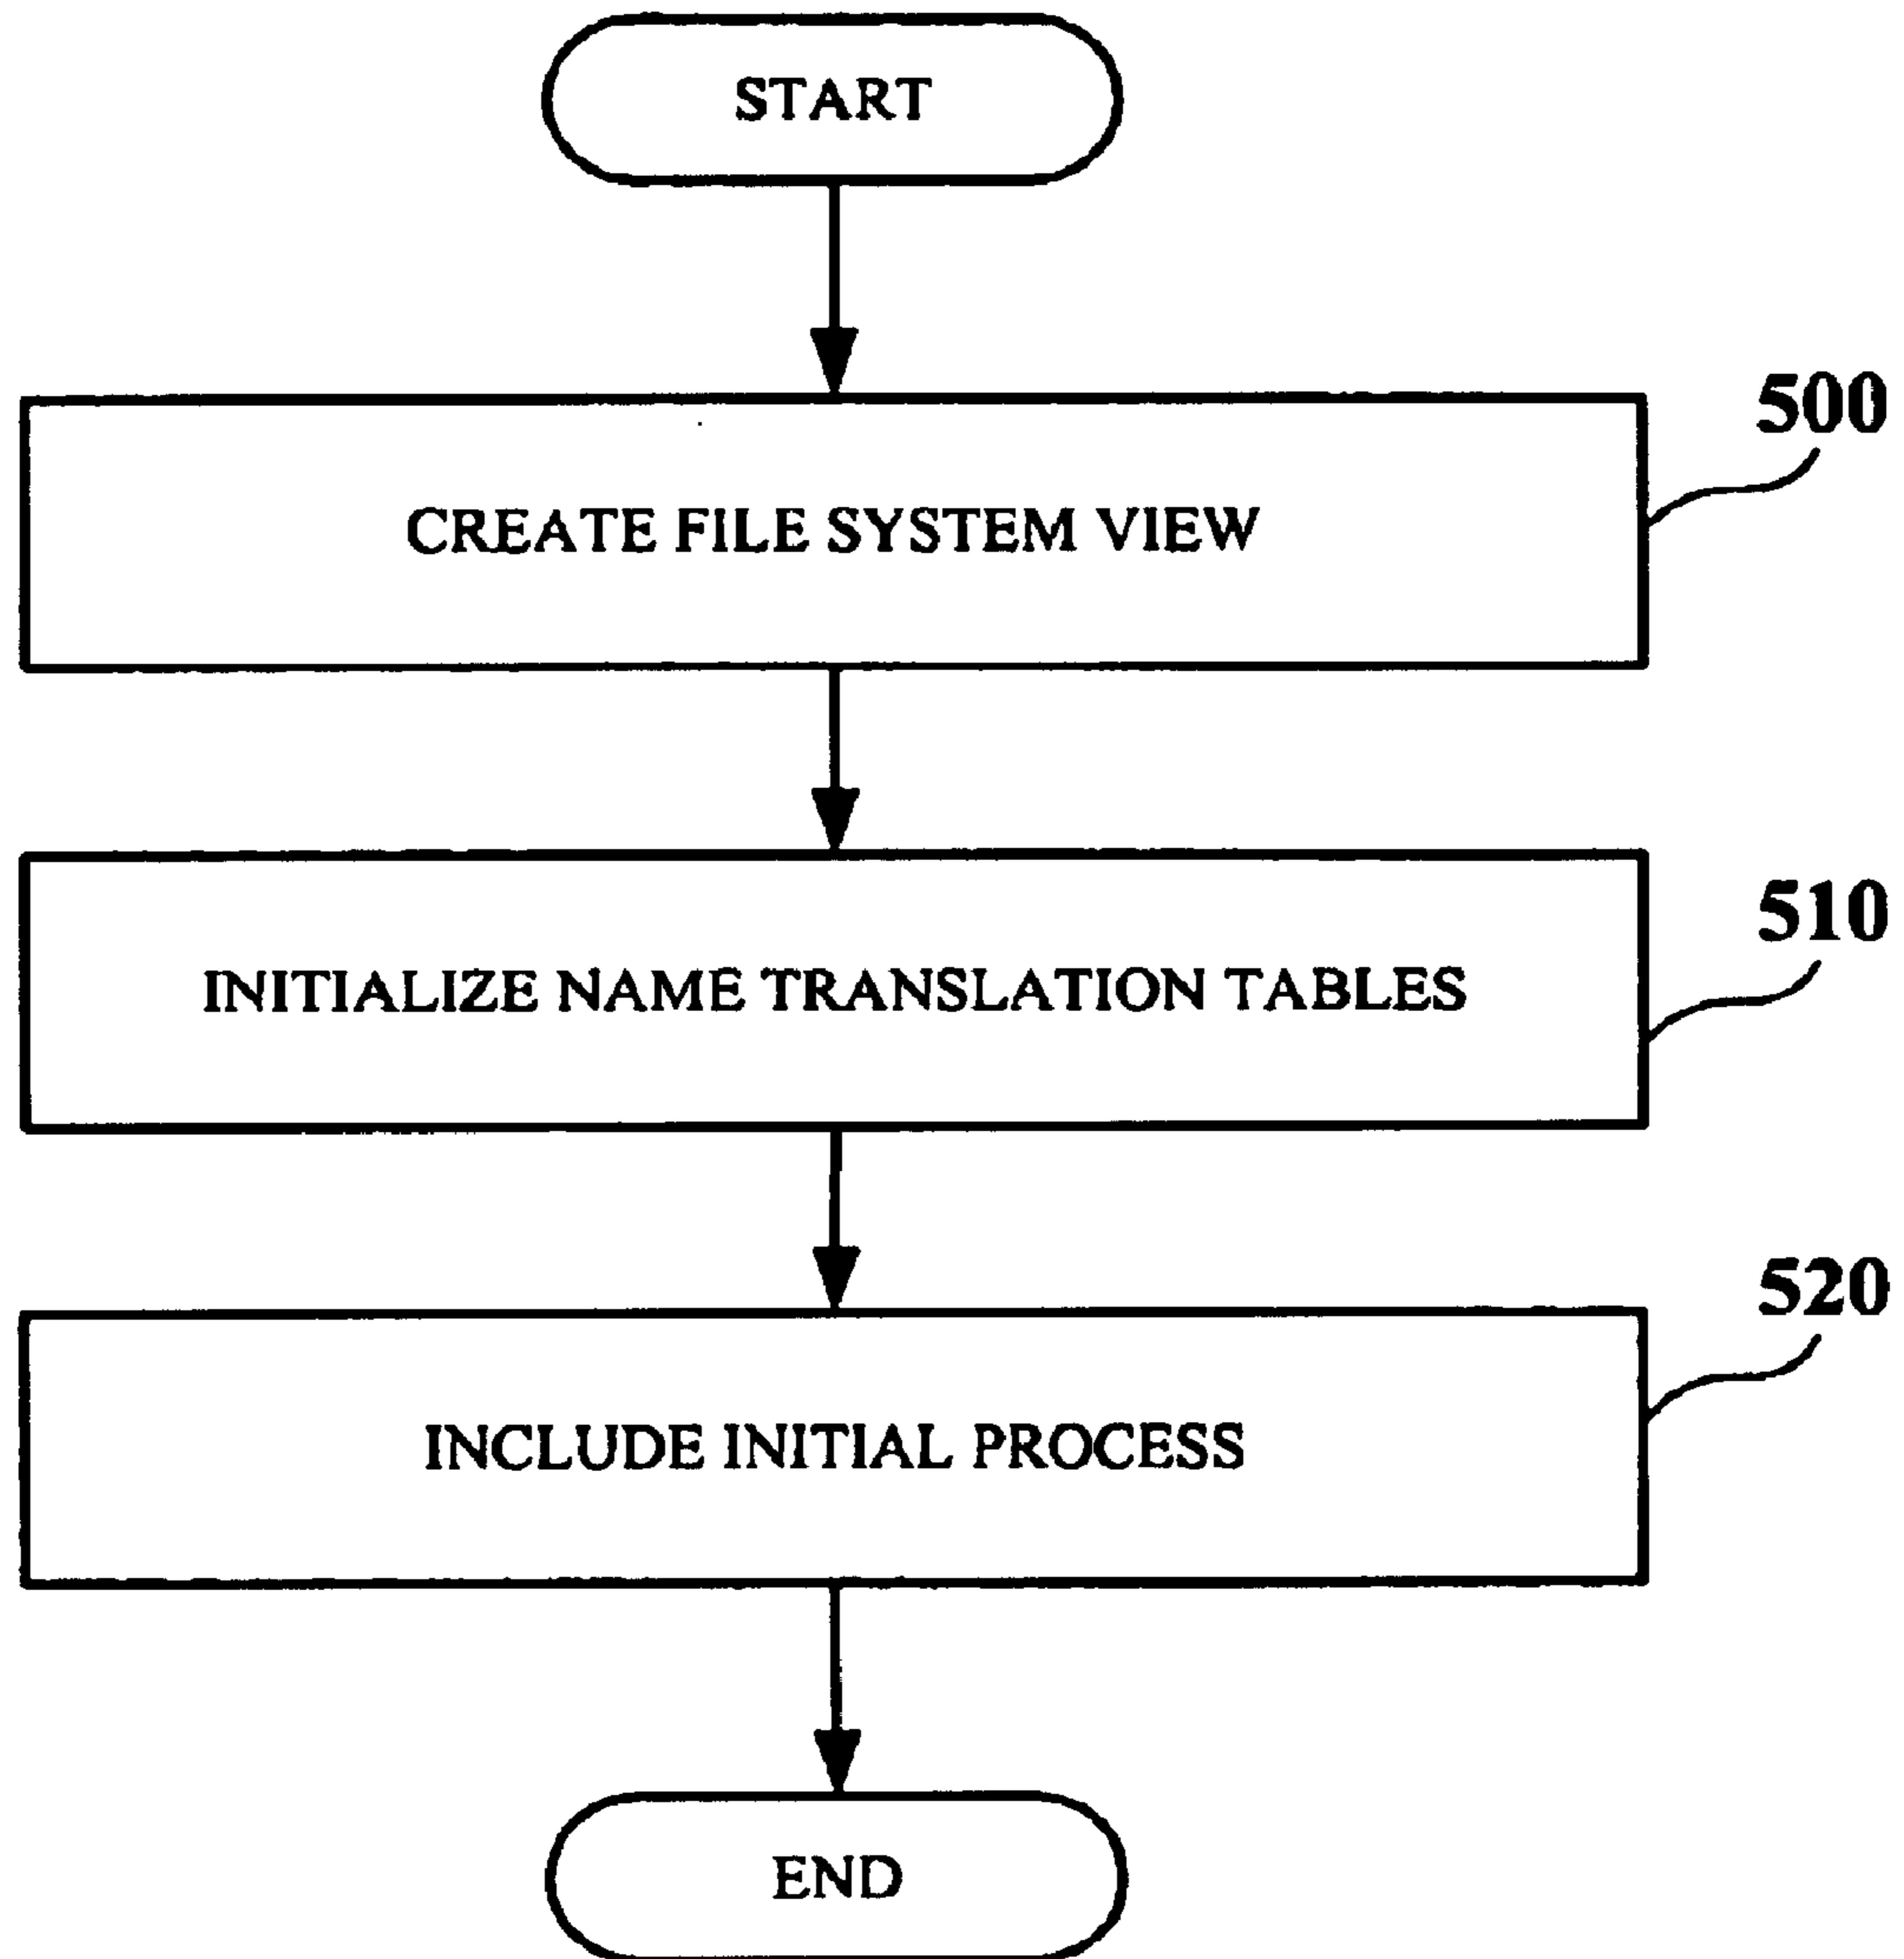 START
500
CREATE FILE SYSTEM VIEW
510
INITIALIZE NAME TRANSLATION TABLES
520
INCLUDE INITIAL PROCESS
END